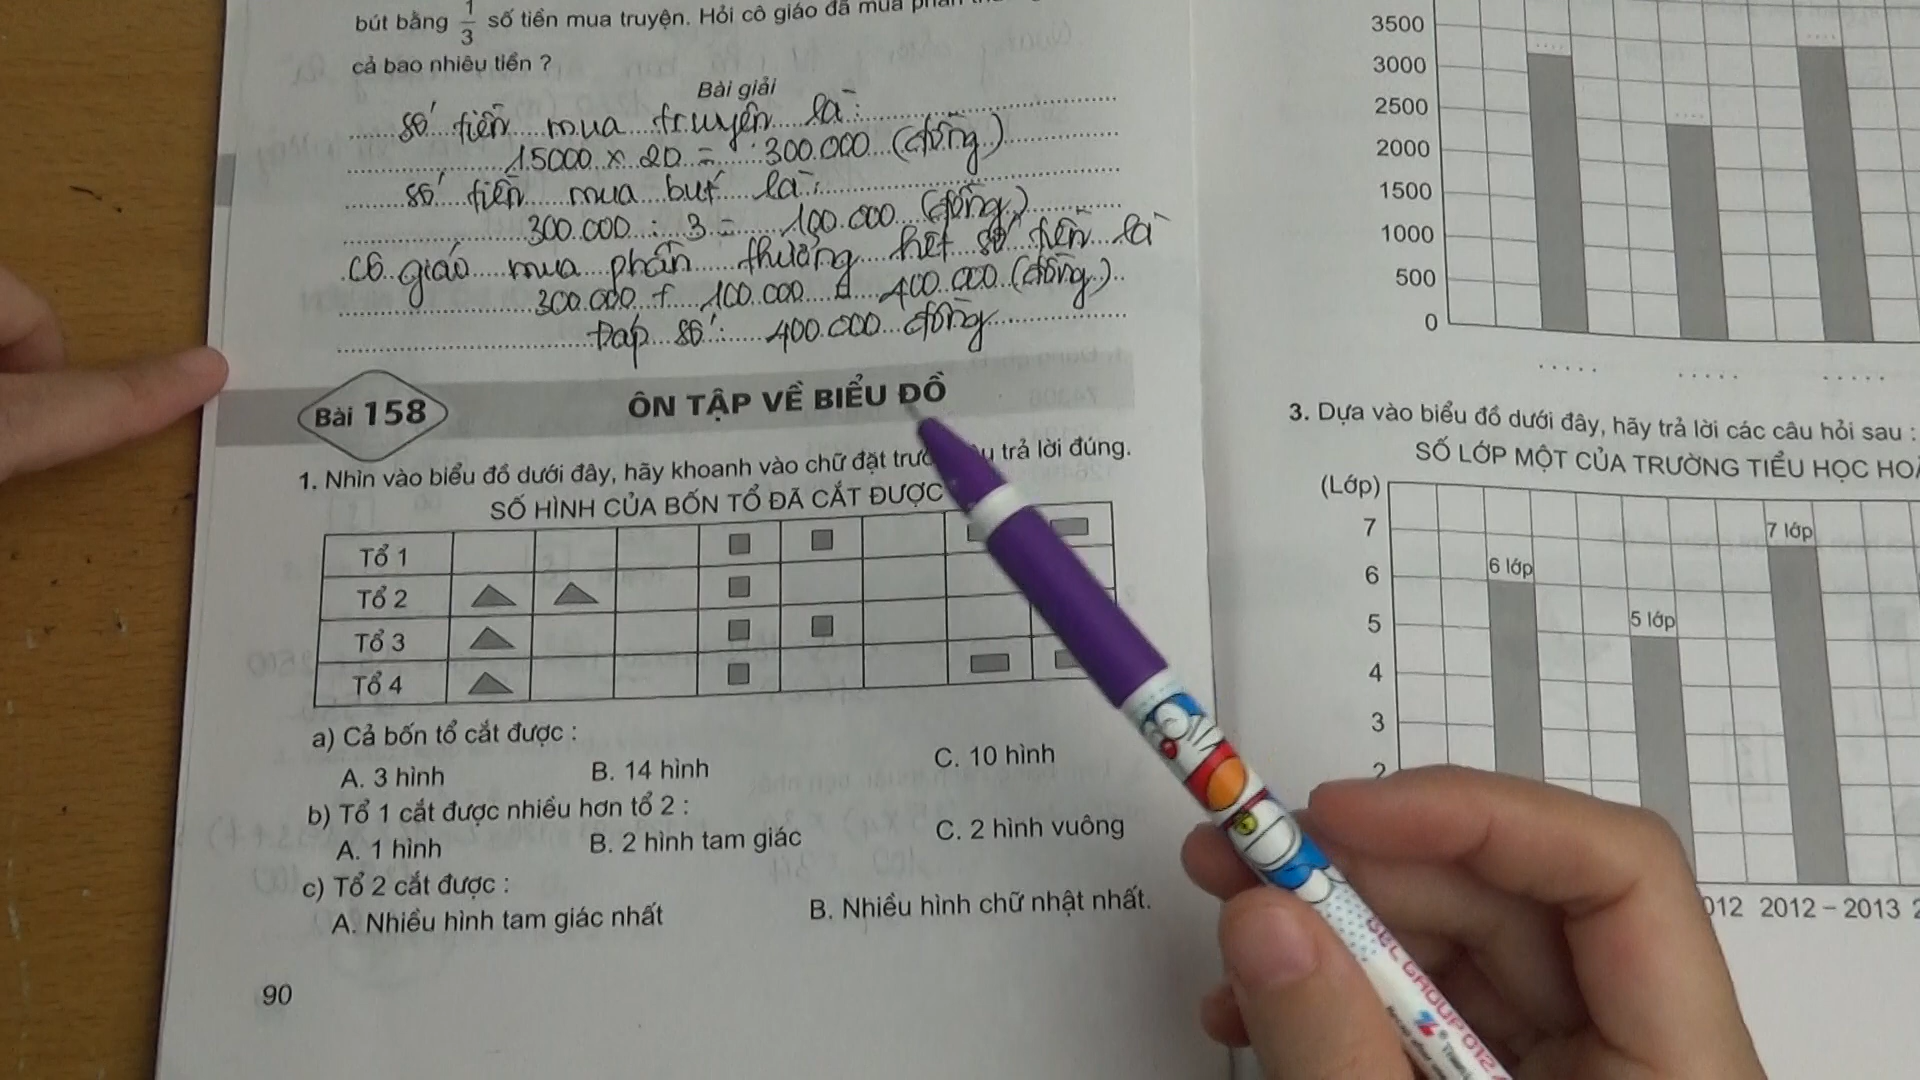 bút bằng 1/3 số tiền mua truyện. Hỏi cô giáo đã mua
cả bao nhiêu tiền ?
Bài giải
số tiền mua truyện là:
15000 x 20 = 300.000 (đồng)
số tiền mua bút là:
300.000 : 3 = 100.000 (đồng)
cô giáo mua phần thưởng hết số tiền là
300.000 + 100.000 = 400.000 (đồng)
Đáp số: 400.000 đồng
Bài 158 ÔN TẬP VỀ BIỂU ĐỒ
1. Nhìn vào biểu đồ dưới đây, hãy khoanh vào chữ đặt trả lời đúng.
SỐ HÌNH CỦA BỐN TỔ ĐÃ CẮT ĐƯỢC
Tổ 1
Tổ 2
Tổ 3
Tổ 4
a) Cả bốn tổ cắt được :
A. 3 hình B. 14 hình C. 10 hình
b) Tổ 1 cắt được nhiều hơn tổ 2 :
A. 1 hình B. 2 hình tam giác C. 2 hình vuông
c) Tổ 2 cắt được :
A. Nhiều hình tam giác nhất B. Nhiều hình chữ nhật nhất.
90
3500
3000
2500
2000
1500
1000
500
0
3. Dựa vào biểu đồ dưới đây, hãy trả lời các câu hỏi sau :
SỐ LỚP MỘT CỦA TRƯỜNG TIỂU HỌC
(Lớp)
7
7 lớp
6
6 lớp
5
5 lớp
4
3
2
2012 – 2013
GEL GROUP 012